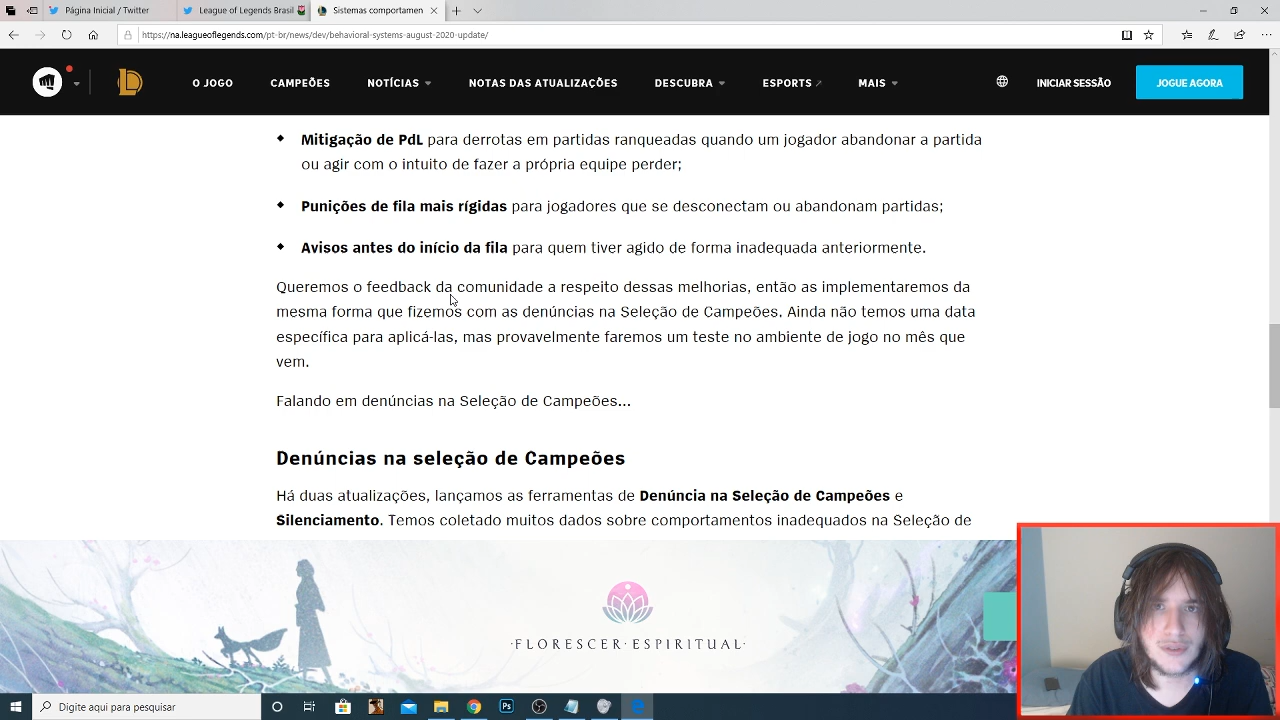 Página Inicial / Twitter
League of Legends Brasil
Sistemas comportamen
https://na.leagueoflegends.com/pt-br/news/dev/behavioral-systems-august-2020-update/
O JOGO CAMPEÕES NOTÍCIAS NOTAS DAS ATUALIZAÇÕES DESCUBRA ESPORTS MAIS INICIAR SESSÃO JOGUE AGORA
Mitigação de PdL para derrotas em partidas ranqueadas quando um jogador abandonar a partida
ou agir com o intuito de fazer a própria equipe perder;
Punições de fila mais rígidas para jogadores que se desconectam ou abandonam partidas;
Avisos antes do início da fila para quem tiver agido de forma inadequada anteriormente.
Queremos o feedback da comunidade a respeito dessas melhorias, então as implementaremos da
mesma forma que fizemos com as denúncias na Seleção de Campeões. Ainda não temos uma data
específica para aplicá-las, mas provavelmente faremos um teste no ambiente de jogo no mês que
vem.
Falando em denúncias na Seleção de Campeões...
Denúncias na seleção de Campeões
Há duas atualizações, lançamos as ferramentas de Denúncia na Seleção de Campeões e
Silenciamento. Temos coletado muitos dados sobre comportamentos inadequados na Seleção de
·FLORESCER·ESPIRITUAL·
Digite aqui para pesquisar
Ps